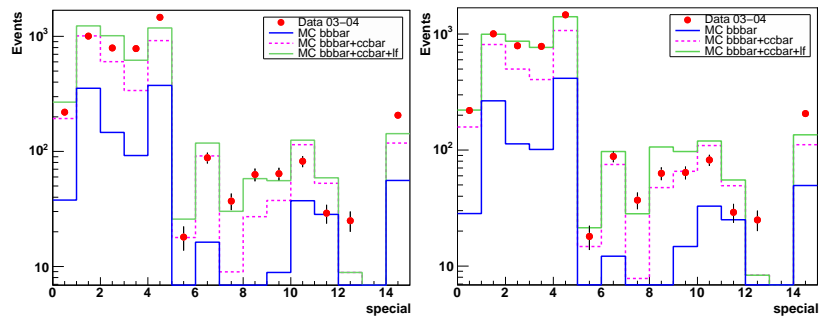 Events
10³
10²
10
Data 03-04
MC bbbar
MC bbbar+ccbar
MC bbbar+ccbar+lf
0 2 4 6 8 10 12 14
special
Events
10³
10²
10
Data 03-04
MC bbbar
MC bbbar+ccbar
MC bbbar+ccbar+lf
0 2 4 6 8 10 12 14
special